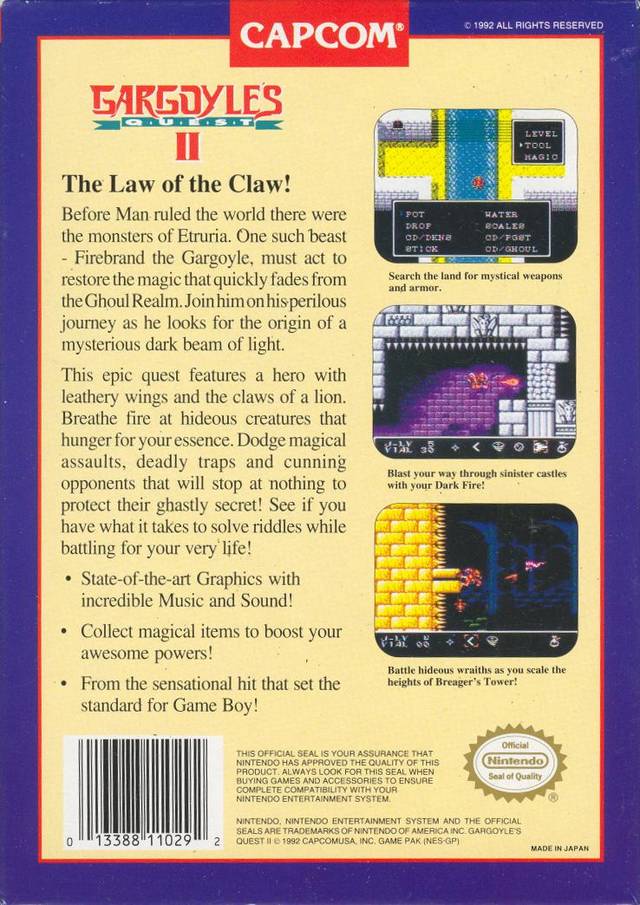 CAPCOM®
© 1992 ALL RIGHTS RESERVED
GARGOYLE'S
QUEST
II
The Law of the Claw!
Before Man ruled the world there were
the monsters of Etruria. One such beast
- Firebrand the Gargoyle, must act to
restore the magic that quickly fades from
the Ghoul Realm. Join him on his perilous
journey as he looks for the origin of a
mysterious dark beam of light.
This epic quest features a hero with
leathery wings and the claws of a lion.
Breathe fire at hideous creatures that
hunger for your essence. Dodge magical
assaults, deadly traps and cunning
opponents that will stop at nothing to
protect their ghastly secret! See if you
have what it takes to solve riddles while
battling for your very life!
• State-of-the-art Graphics with
incredible Music and Sound!
• Collect magical items to boost your
awesome powers!
• From the sensational hit that set the
standard for Game Boy!
LEVEL
TOOL
MAGIC
POT WATER
DROP SCALES
CD/DKNS CD/FGST
STICK CD/GHOUL
Search the land for mystical weapons
and armor.
J-LV
VIAL 30
Blast your way through sinister castles
with your Dark Fire!
J-LV
VIAL 00
Battle hideous wraiths as you scale the
heights of Breager's Tower!
0 13388 11029 2
THIS OFFICIAL SEAL IS YOUR ASSURANCE THAT
NINTENDO HAS APPROVED THE QUALITY OF THIS
PRODUCT. ALWAYS LOOK FOR THIS SEAL WHEN
BUYING GAMES AND ACCESSORIES TO ENSURE
COMPLETE COMPATIBILITY WITH YOUR
NINTENDO ENTERTAINMENT SYSTEM.
NINTENDO, NINTENDO ENTERTAINMENT SYSTEM AND THE OFFICIAL
SEALS ARE TRADEMARKS OF NINTENDO OF AMERICA INC. GARGOYLE'S
QUEST II © 1992 CAPCOMUSA, INC. GAME PAK (NES-GP)
Official
Nintendo
Seal of Quality
®
MADE IN JAPAN